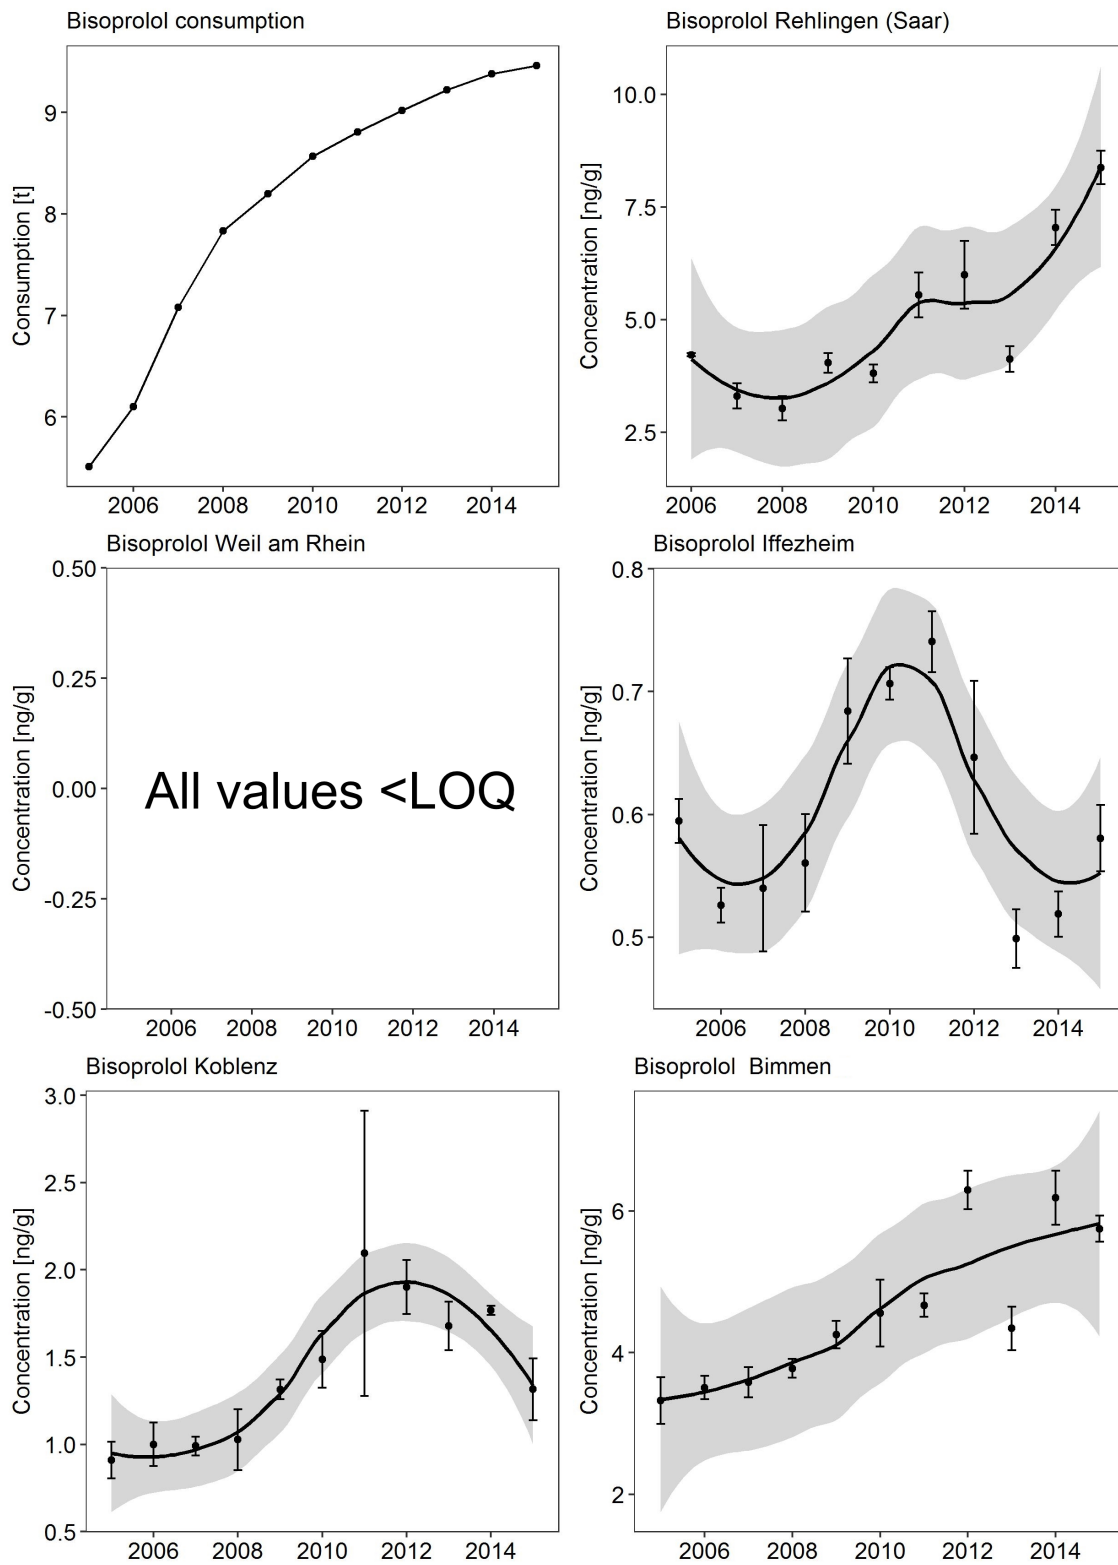 Bisoprolol consumption
Consumption [t]
9
8
7
6
2006 2008 2010 2012 2014
Bisoprolol Rehlingen (Saar)
Concentration [ng/g]
10.0
7.5
5.0
2.5
2006 2008 2010 2012 2014
Bisoprolol Weil am Rhein
Concentration [ng/g]
0.50
0.25
0.00
-0.25
-0.50
All values <LOQ
2006 2008 2010 2012 2014
Bisoprolol Iffezheim
Concentration [ng/g]
0.8
0.7
0.6
0.5
2006 2008 2010 2012 2014
Bisoprolol Koblenz
Concentration [ng/g]
3.0
2.5
2.0
1.5
1.0
0.5
2006 2008 2010 2012 2014
Bisoprolol  Bimmen
Concentration [ng/g]
6
4
2
2006 2008 2010 2012 2014